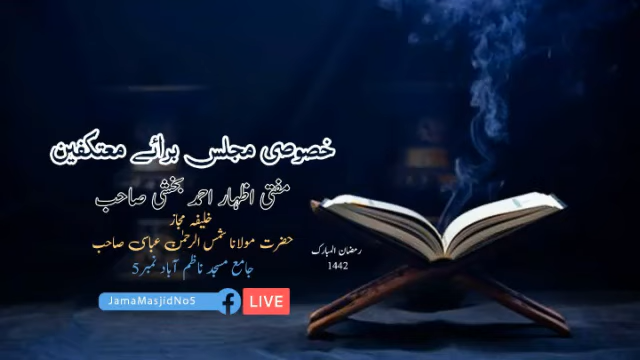 خصوصی مجلس برائے معتکفین
مفتی اظہار احمد بخشی صاحب
خلیفہ مجاز
حضرت مولانا شمس الرحمٰن عباسی صاحب
جامع مسجد ناظم آباد نمبر 5
رمضان المبارک
1442
JamaMasjidNo5
LIVE